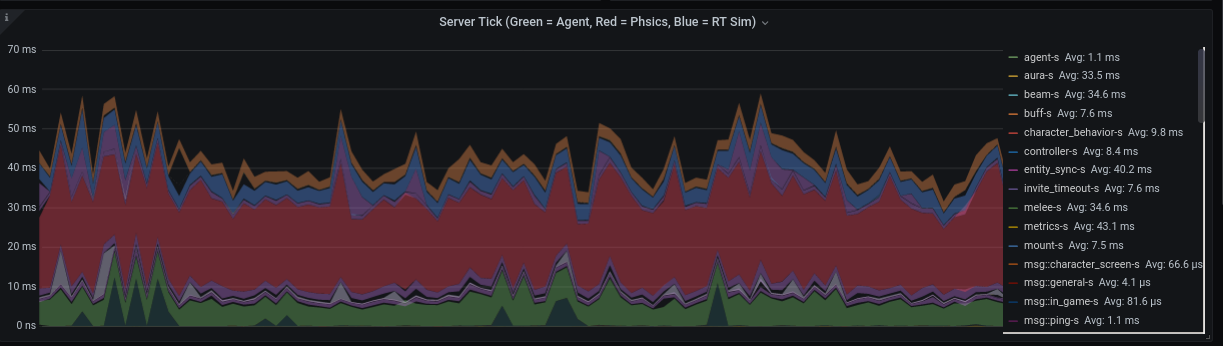 i
Server Tick (Green = Agent, Red = Phsics, Blue = RT Sim)
70 ms
60 ms
50 ms
40 ms
30 ms
20 ms
10 ms
0 ns
agent-s Avg: 1.1 ms
aura-s Avg: 33.5 ms
beam-s Avg: 34.6 ms
buff-s Avg: 7.6 ms
character_behavior-s Avg: 9.8 ms
controller-s Avg: 8.4 ms
entity_sync-s Avg: 40.2 ms
invite_timeout-s Avg: 7.6 ms
melee-s Avg: 34.6 ms
metrics-s Avg: 43.1 ms
mount-s Avg: 7.5 ms
msg::character_screen-s Avg: 66.6 µs
msg::general-s Avg: 4.1 µs
msg::in_game-s Avg: 81.6 µs
msg::ping-s Avg: 1.1 ms